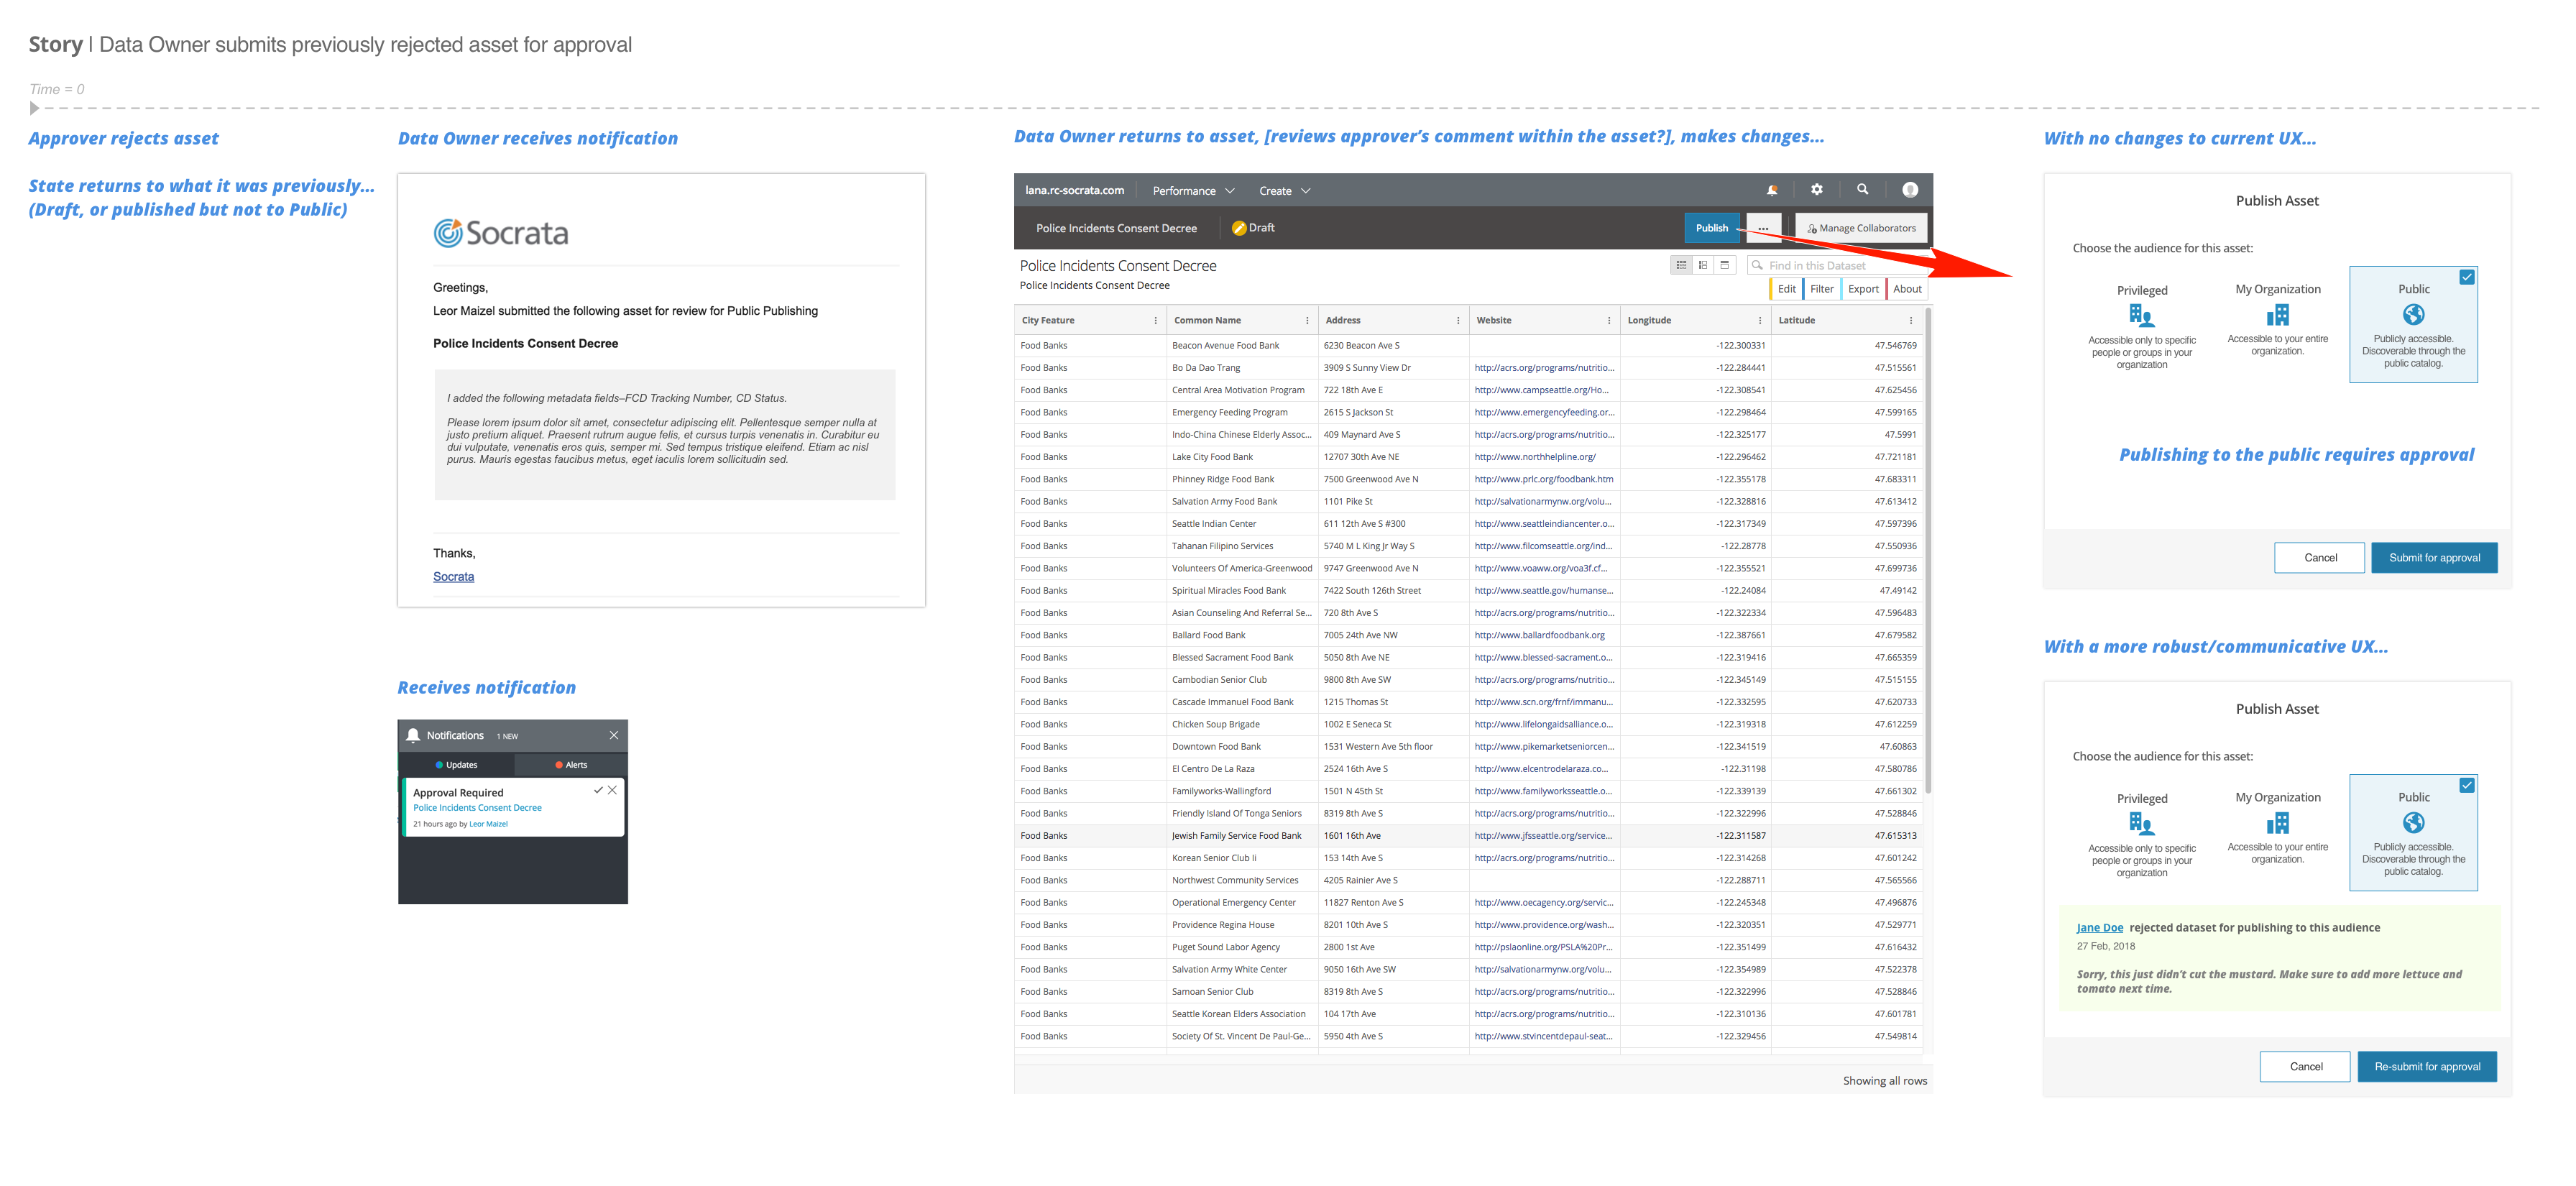 Story | Data Owner submits previously rejected asset for approval
Time = 0
Approver rejects asset
State returns to what it was previously...
(Draft, or published but not to Public)
Data Owner receives notification
Socrata
Greetings,
Leor Maizel submitted the following asset for review for Public Publishing
Police Incidents Consent Decree
I added the following metadata fields–FCD Tracking Number, CD Status.
Please lorem ipsum dolor sit amet, consectetur adipiscing elit. Pellentesque semper nulla at
justo pretium aliquet. Praesent rutrum augue felis, et cursus turpis venenatis in. Curabitur eu
dui vulputate, venenatis eros quis, semper mi. Sed tempus tristique eleifend. Etiam ac nisl
purus. Mauris egestas faucibus metus, eget iaculis lorem sollicitudin sed.
Thanks,
Socrata
Receives notification
Notifications 1 NEW
Updates Alerts
Approval Required
Police Incidents Consent Decree
21 hours ago by Leor Maizel
Data Owner returns to asset, [reviews approver's comment within the asset?], makes changes...
lana.rc-socrata.com Performance Create
Police Incidents Consent Decree Draft Publish ... Manage Collaborators
Police Incidents Consent Decree Find in this Dataset
Police Incidents Consent Decree Edit Filter Export About
City Feature Common Name Address Website Longitude Latitude
Food Banks Beacon Avenue Food Bank 6230 Beacon Ave S -122.300331 47.546769
Food Banks Bo Da Dao Trang 3909 S Sunny View Dr http://acrs.org/programs/nutritio... -122.284441 47.515561
Food Banks Central Area Motivation Program 722 18th Ave E http://www.campseattle.org/Ho... -122.308541 47.625456
Food Banks Emergency Feeding Program 2615 S Jackson St http://www.emergencyfeeding.or... -122.298464 47.599165
Food Banks Indo-China Chinese Elderly Assoc... 409 Maynard Ave S http://acrs.org/programs/nutritio... -122.325177 47.5991
Food Banks Lake City Food Bank 12707 30th Ave NE http://www.northhelpline.org/ -122.296462 47.721181
Food Banks Phinney Ridge Food Bank 7500 Greenwood Ave N http://www.prlc.org/foodbank.htm -122.355178 47.683311
Food Banks Salvation Army Food Bank 1101 Pike St http://salvationarmynw.org/volu... -122.328816 47.613412
Food Banks Seattle Indian Center 611 12th Ave S #300 http://www.seattleindiancenter.o... -122.317349 47.597396
Food Banks Tahanan Filipino Services 5740 M L King Jr Way S http://www.filcomseattle.org/ind... -122.28778 47.550936
Food Banks Volunteers Of America-Greenwood 9747 Greenwood Ave N http://www.voaww.org/voa3f.cf... -122.355521 47.699736
Food Banks Spiritual Miracles Food Bank 7422 South 126th Street http://www.seattle.gov/humanse... -122.24084 47.49142
Food Banks Asian Counseling And Referral Se... 720 8th Ave S http://acrs.org/programs/nutritio... -122.322334 47.596483
Food Banks Ballard Food Bank 7005 24th Ave NW http://www.ballardfoodbank.org -122.387661 47.679582
Food Banks Blessed Sacrament Food Bank 5050 8th Ave NE http://www.blessed-sacrament.o... -122.319416 47.665359
Food Banks Cambodian Senior Club 9800 8th Ave SW http://acrs.org/programs/nutritio... -122.345149 47.515155
Food Banks Cascade Immanuel Food Bank 1215 Thomas St http://www.scn.org/frnf/immanu... -122.332595 47.620733
Food Banks Chicken Soup Brigade 1002 E Seneca St http://www.lifelongaidsalliance.o... -122.319318 47.612259
Food Banks Downtown Food Bank 1531 Western Ave 5th floor http://www.pikemarketseniorcen... -122.341519 47.60863
Food Banks El Centro De La Raza 2524 16th Ave S http://www.elcentrodelaraza.co... -122.31198 47.580786
Food Banks Familyworks-Wallingford 1501 N 45th St http://www.familyworksseattle.o... -122.339139 47.661302
Food Banks Friendly Island Of Tonga Seniors 8319 8th Ave S http://acrs.org/programs/nutritio... -122.322996 47.528846
Food Banks Jewish Family Service Food Bank 1601 16th Ave http://www.jfsseattle.org/service... -122.311587 47.615313
Food Banks Korean Senior Club Ii 153 14th Ave S http://acrs.org/programs/nutritio... -122.314268 47.601242
Food Banks Northwest Community Services 4205 Rainier Ave S -122.288711 47.565566
Food Banks Operational Emergency Center 11827 Renton Ave S http://www.oecagency.org/servic... -122.245348 47.496876
Food Banks Providence Regina House 8201 10th Ave S http://www.providence.org/wash... -122.320351 47.529771
Food Banks Puget Sound Labor Agency 2800 1st Ave http://pslaonline.org/PSLA%20Pr... -122.351499 47.616432
Food Banks Salvation Army White Center 9050 16th Ave SW http://salvationarmynw.org/volu... -122.354989 47.522378
Food Banks Samoan Senior Club 8319 8th Ave S http://acrs.org/programs/nutritio... -122.322996 47.528846
Food Banks Seattle Korean Elders Association 104 17th Ave http://acrs.org/programs/nutritio... -122.310136 47.601781
Food Banks Society Of St. Vincent De Paul-Ge... 5950 4th Ave S http://www.stvincentdepaul-seat... -122.329456 47.549814
Showing all rows
With no changes to current UX...
Publish Asset
Choose the audience for this asset:
Privileged
Accessible only to specific
people or groups in your
organization
My Organization
Accessible to your entire
organization.
Public
Publicly accessible.
Discoverable through the
public catalog.
Publishing to the public requires approval
Cancel Submit for approval
With a more robust/communicative UX...
Publish Asset
Choose the audience for this asset:
Privileged
Accessible only to specific
people or groups in your
organization
My Organization
Accessible to your entire
organization.
Public
Publicly accessible.
Discoverable through the
public catalog.
Jane Doe rejected dataset for publishing to this audience
27 Feb, 2018
Sorry, this just didn't cut the mustard. Make sure to add more lettuce and
tomato next time.
Cancel Re-submit for approval